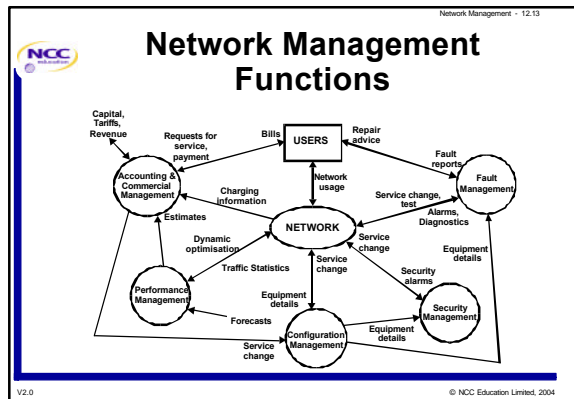 Network Management - 12.13
NCC
education
Network Management
Functions
Capital,
Tariffs,
Revenue
Requests for
service,
payment
Bills
USERS
Repair
advice
Fault
reports
Accounting &
Commercial
Management
Charging
information
Network
usage
Service change,
test
Fault
Management
Estimates
NETWORK
Alarms,
Diagnostics
Dynamic
optimisation
Service
change
Service
change
Equipment
details
Traffic Statistics
Security
alarms
Performance
Management
Equipment
details
Security
Management
Forecasts
Configuration
Management
Equipment
details
Service
change
V2.0
© NCC Education Limited, 2004